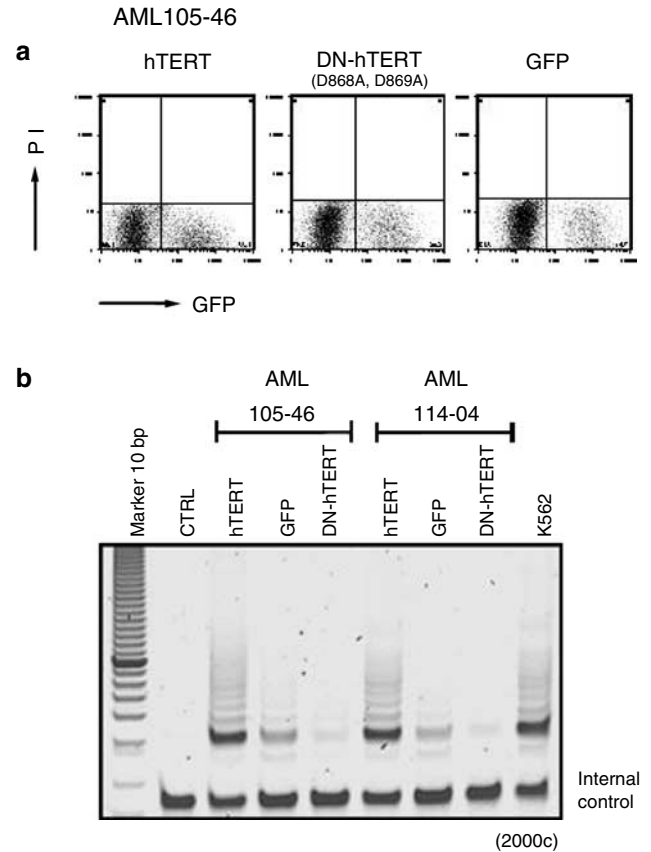 AML105-46
a
hTERT
DN-hTERT
(D868A, D869A)
GFP
P I
GFP
b
AML
105-46
AML
114-04
Marker 10 bp
CTRL
hTERT
GFP
DN-hTERT
hTERT
GFP
DN-hTERT
K562
Internal
control
(2000c)